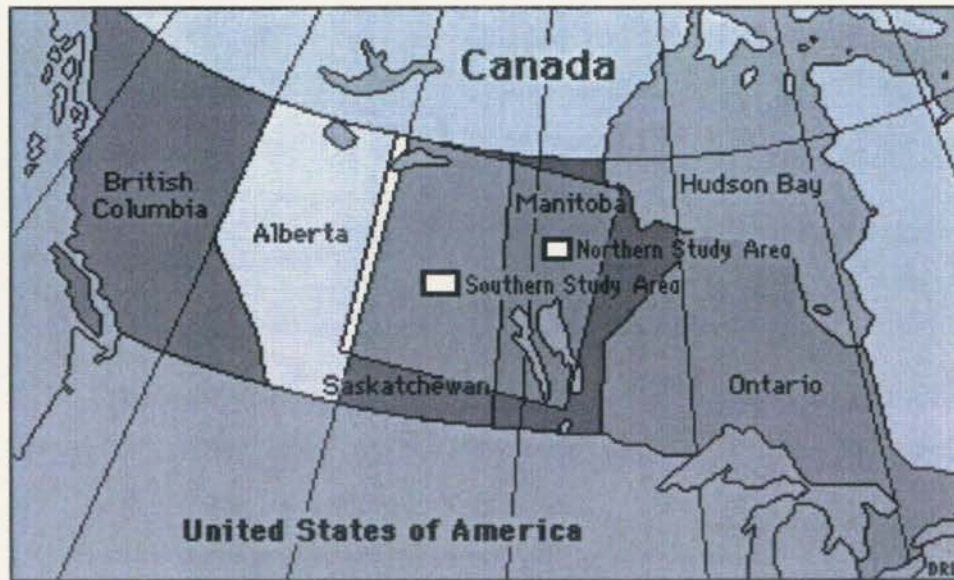 Canada
British
Columbia
Alberta
Manitoba
Hudson Bay
Northern Study Area
Southern Study Area
Saskatchewan
Ontario
United States of America